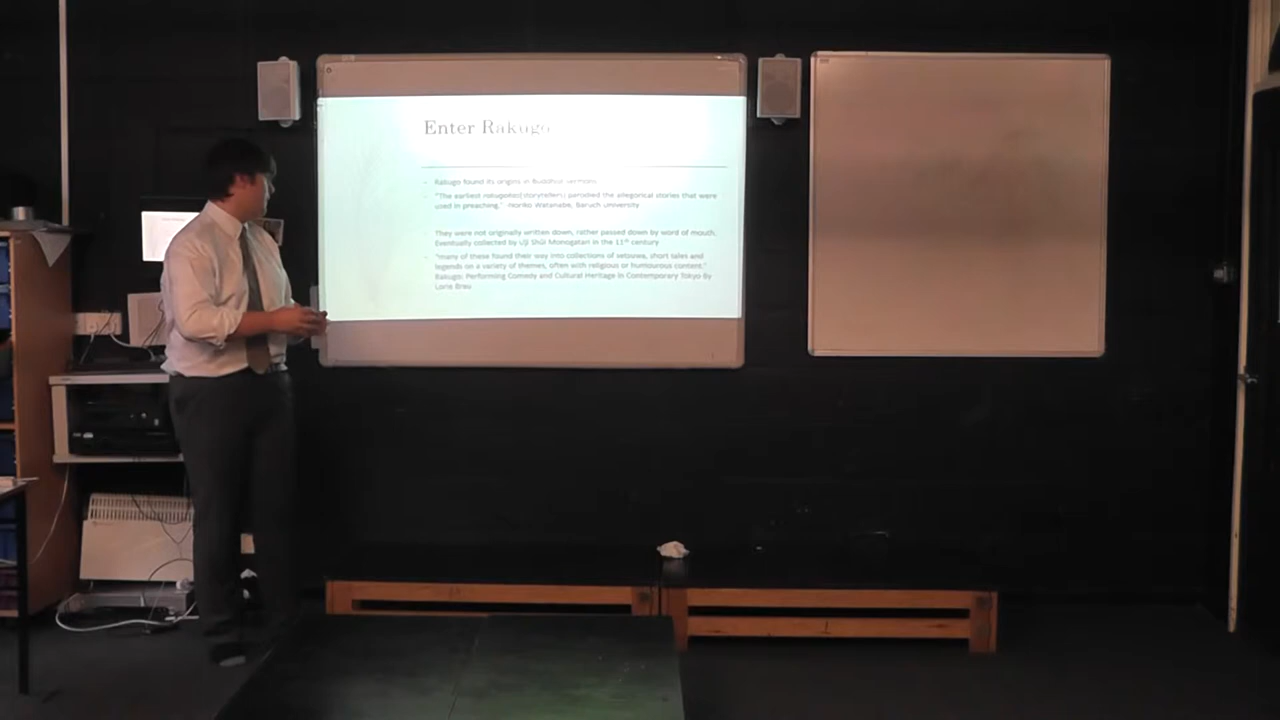 Enter Rakugo
- Rakugo found its origins in Buddhist sermons.
- "The earliest rakugoka(storytellers) parodied the allegorical stories that were
used in preaching." Noriko Watanabe, Baruch University
They were not originally written down, rather passed down by word of mouth,
Eventually collected by Uji Shūi Monogatari in the 11th century
- "many of these found their way into collections of setsuwa, short tales and
legends on a variety of themes, often with religious or humourous content."
Rakugo: Performing Comedy and Cultural Heritage in Contemporary Tokyo By
Lorie Brau